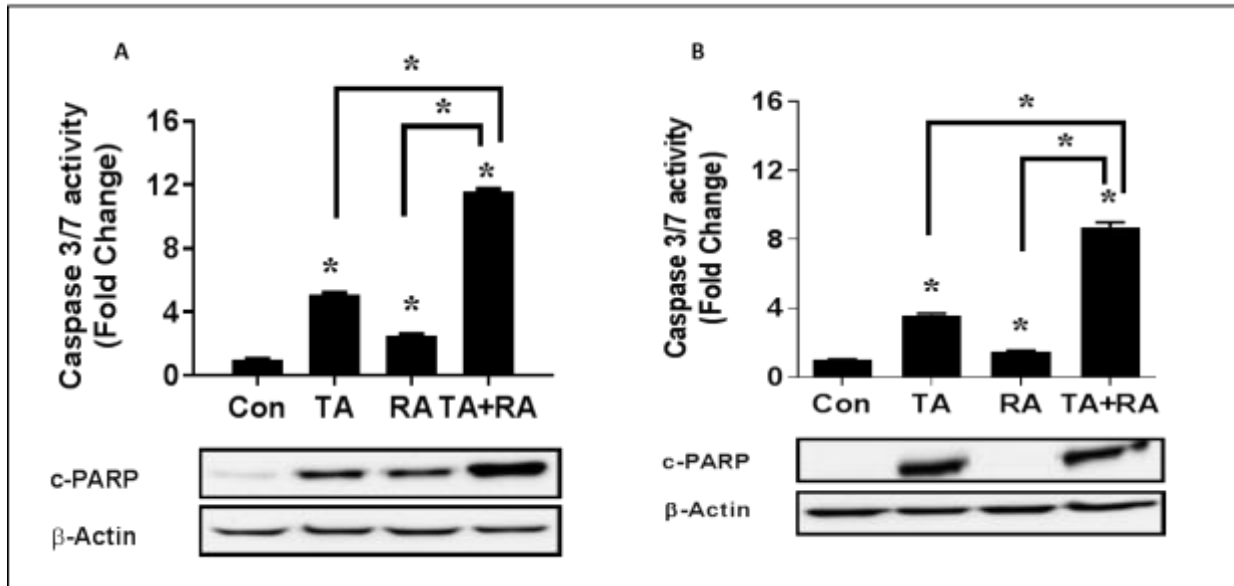 A
Caspase 3/7 activity
(Fold Change)
16
12
8
4
0
*
*
*
*
*
Con TA RA TA+RA
c-PARP
β-Actin
B
Caspase 3/7 activity
(Fold Change)
16
12
8
4
0
*
*
*
*
*
Con TA RA TA+RA
c-PARP
β-Actin